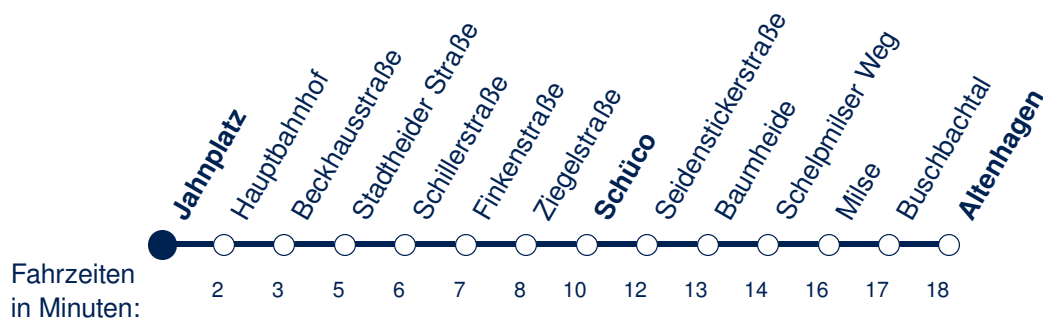 Jahnplatz
Hauptbahnhof
Beckhausstraße
Stadtheider Straße
Schillerstraße
Finkenstraße
Ziegelstraße
Schüco
Seidenstickerstraße
Baumheide
Schelpmilser Weg
Milse
Buschbachtal
Altenhagen
Fahrzeiten
in Minuten:
2 3 5 6 7 8 10 12 13 14 16 17 18